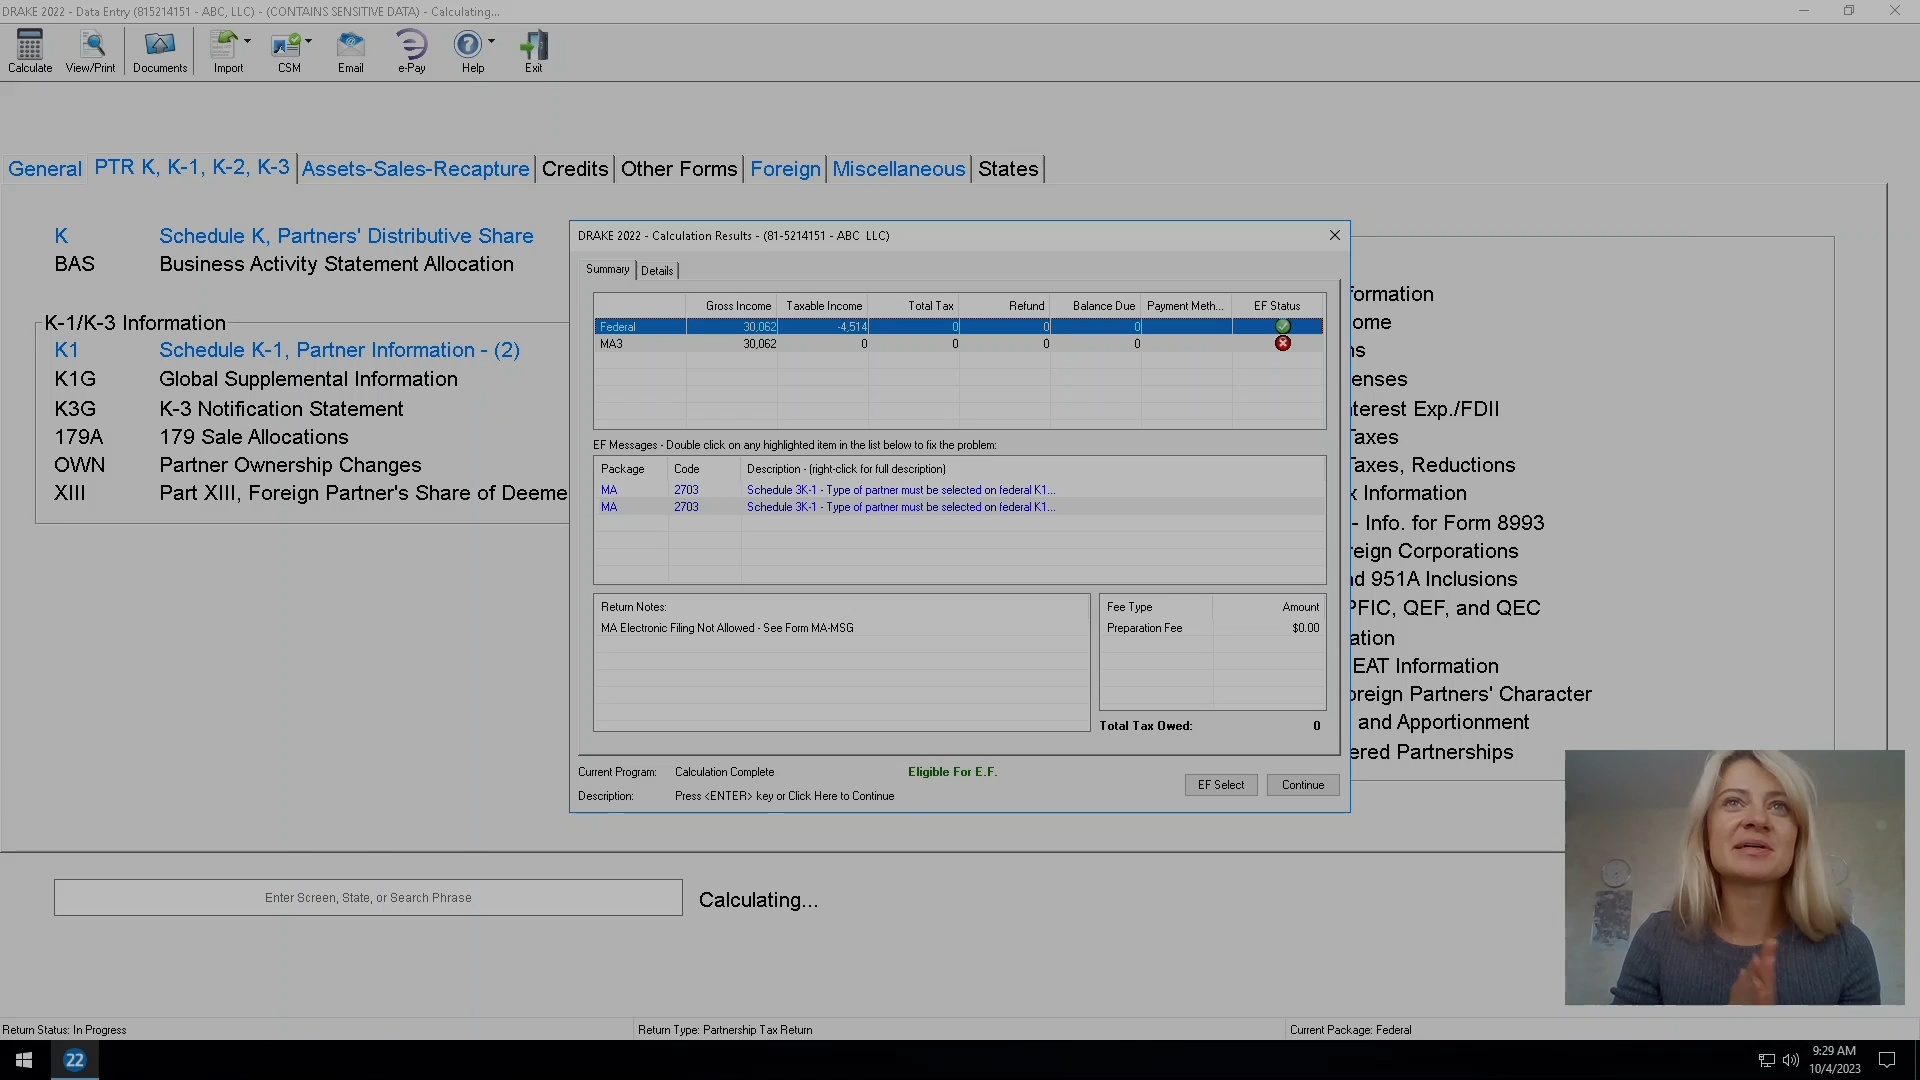 DRAKE 2022 - Data Entry (815214151 - ABC, LLC) - (CONTAINS SENSITIVE DATA) - Calculating...
Calculate View/Print Documents Import CSM Email e-Pay Help Exit
General PTR K, K-1, K-2, K-3 Assets-Sales-Recapture Credits Other Forms Foreign Miscellaneous States
K Schedule K, Partners' Distributive Share
BAS Business Activity Statement Allocation
K-1/K-3 Information
K1 Schedule K-1, Partner Information - (2)
K1G Global Supplemental Information
K3G K-3 Notification Statement
179A 179 Sale Allocations
OWN Partner Ownership Changes
XIII Part XIII, Foreign Partner's Share of Deeme
DRAKE 2022 - Calculation Results - (81-5214151 - ABC LLC)
Summary Details
Gross Income Taxable Income Total Tax Refund Balance Due Payment Meth... EF Status
Federal 30,062 -4,514 0 0 0
MA3 30,062 0 0 0 0
EF Messages - Double click on any highlighted item in the list below to fix the problem:
Package Code Description - (right-click for full description)
MA 2703 Schedule 3K-1 - Type of partner must be selected on federal K1...
MA 2703 Schedule 3K-1 - Type of partner must be selected on federal K1...
Return Notes:
MA Electronic Filing Not Allowed - See Form MA-MSG
Fee Type Amount
Preparation Fee $0.00
Total Tax Owed: 0
Current Program: Calculation Complete Eligible For E.F.
Description: Press <ENTER> key or Click Here to Continue
EF Select Continue
formation
ome
ns
enses
terest Exp./FDII
Taxes
Taxes, Reductions
x Information
- Info. for Form 8993
reign Corporations
nd 951A Inclusions
PFIC, QEF, and QEC
ation
EAT Information
oreign Partners' Character
and Apportionment
ered Partnerships
Enter Screen, State, or Search Phrase
Calculating...
Return Status: In Progress Return Type: Partnership Tax Return Current Package: Federal
22
9:29 AM
10/4/2023